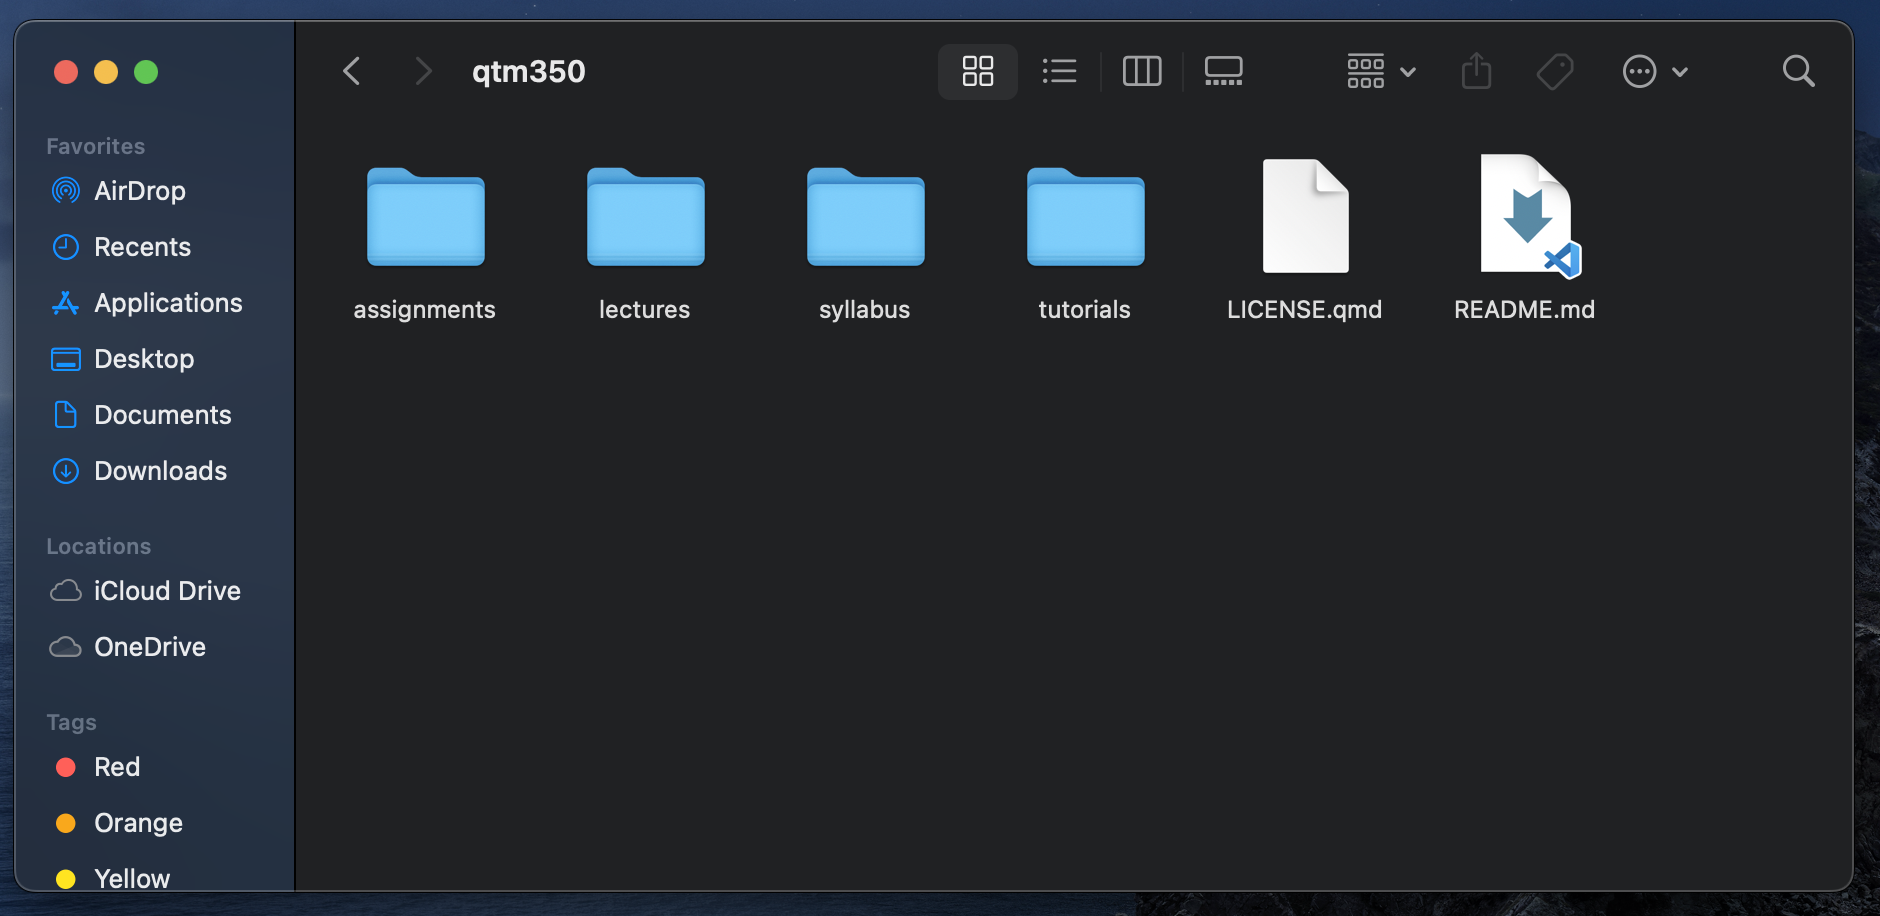 qtm350
Favorites
AirDrop
Recents
Applications
Desktop
Documents
Downloads
Locations
iCloud Drive
OneDrive
Tags
Red
Orange
Yellow
assignments
lectures
syllabus
tutorials
LICENSE.qmd
README.md